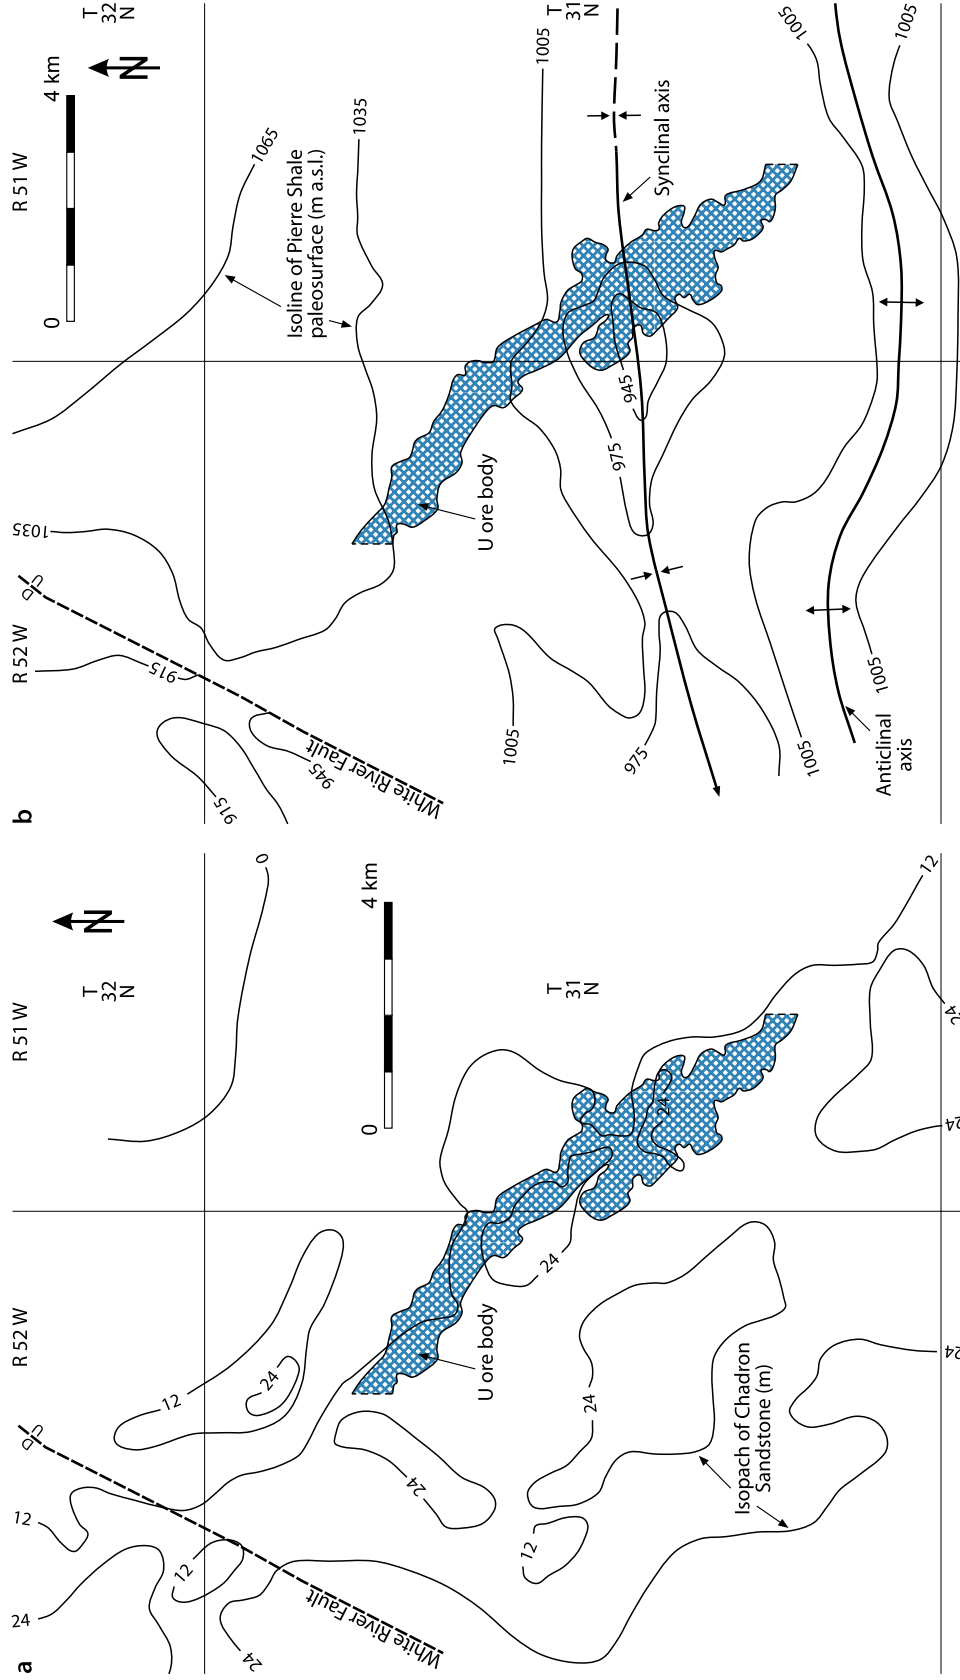 a
R 52 W
R 51 W
T
32
N
N
D
U
12
24
12
12
24
0
24
White River Fault
0
4 km
T
31
N
24
24
24
12
24
U ore body
Isopach of Chadron
Sandstone (m)
12
24
24
24
b
R 52 W
R 51 W
0
4 km
T
32
N
N
D
U
1035
915
915
945
White River Fault
1065
1035
Isoline of Pierre Shale
paleosurface (m a.s.l.)
U ore body
1005
T
31
N
1005
975
975
945
Synclinal axis
1005
1005
1005
1005
Anticlinal
axis